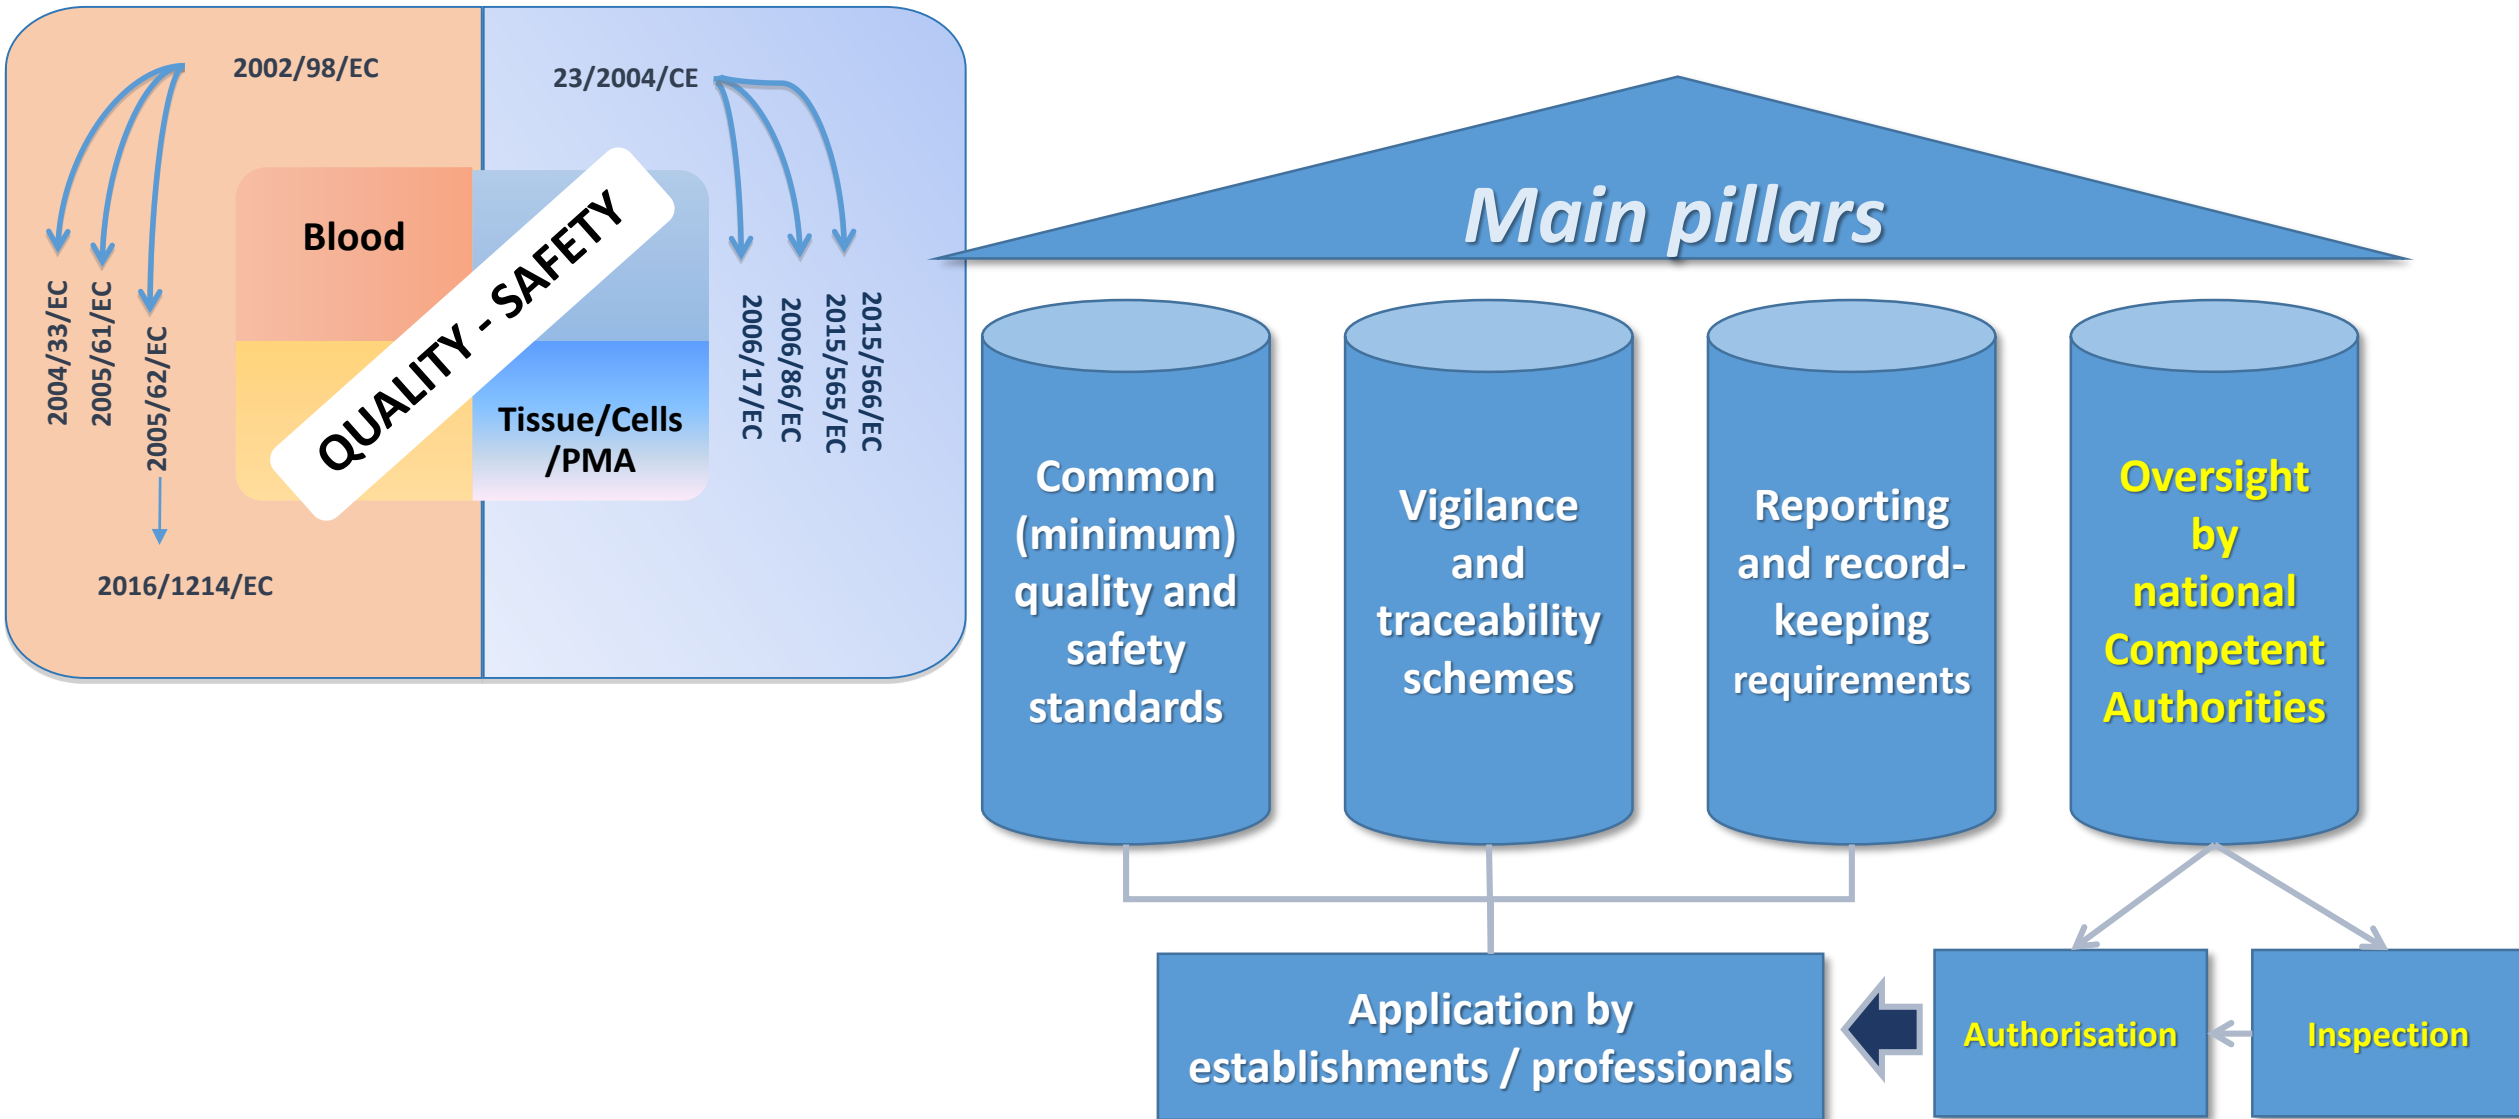 2002/98/EC
23/2004/CE
Blood
QUALITY - SAFETY
Tissue/Cells
/PMA
2004/33/EC
2005/61/EC
2005/62/EC
2016/1214/EC
2006/17/EC
2006/86/EC
2015/565/EC
2015/566/EC
Main pillars
Common
(minimum)
quality and
safety
standards
Vigilance
and
traceability
schemes
Reporting
and record-
keeping
requirements
Oversight
by
national
Competent
Authorities
Application by
establishments / professionals
Authorisation
Inspection